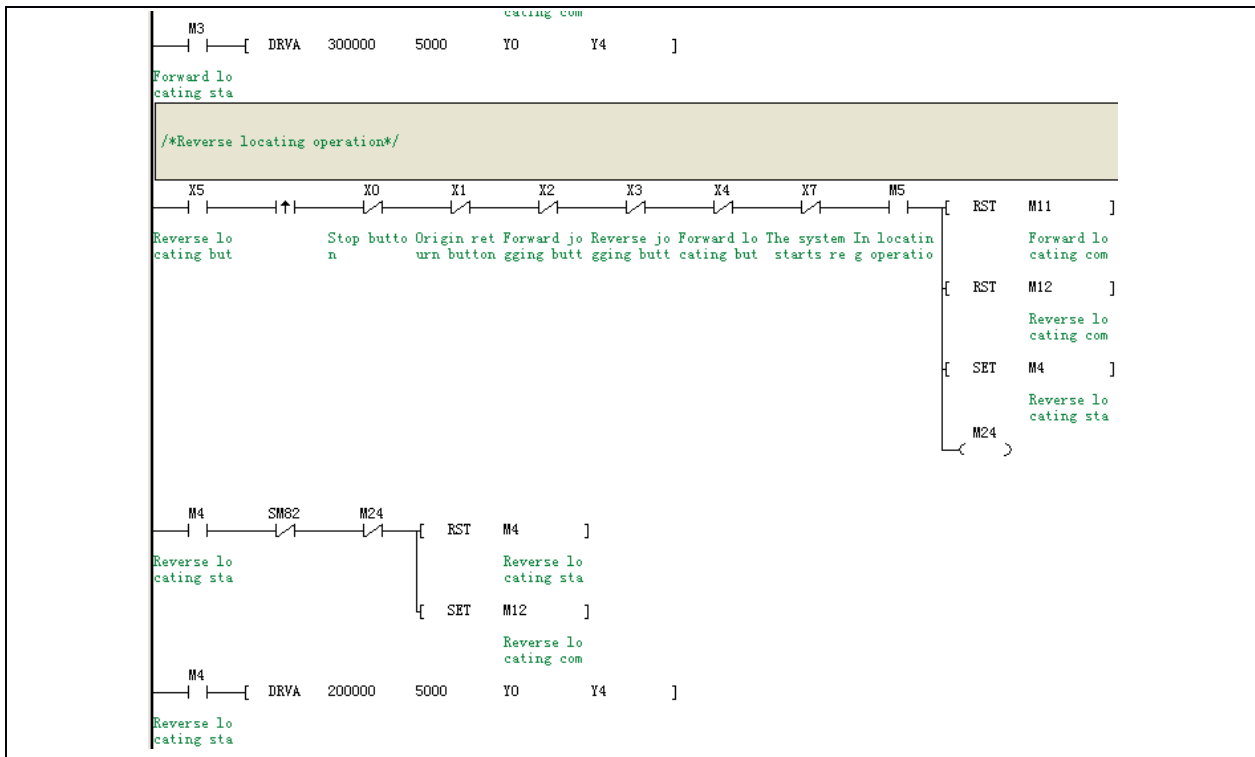 cating com
M3
[ DRVA 300000 5000 Y0 Y4 ]
Forward lo
cating sta
/*Reverse locating operation*/
X5 X0 X1 X2 X3 X4 X7 M5
[ RST M11 ]
Reverse lo Stop butto Origin ret Forward jo Reverse jo Forward lo The system In locatin Forward lo
cating but n urn button gging butt gging butt cating but starts re g operatio cating com
[ RST M12 ]
Reverse lo
cating com
[ SET M4 ]
Reverse lo
cating sta
M24
M4 SM82 M24
[ RST M4 ]
Reverse lo Reverse lo
cating sta cating sta
[ SET M12 ]
Reverse lo
cating com
M4
[ DRVA 200000 5000 Y0 Y4 ]
Reverse lo
cating sta